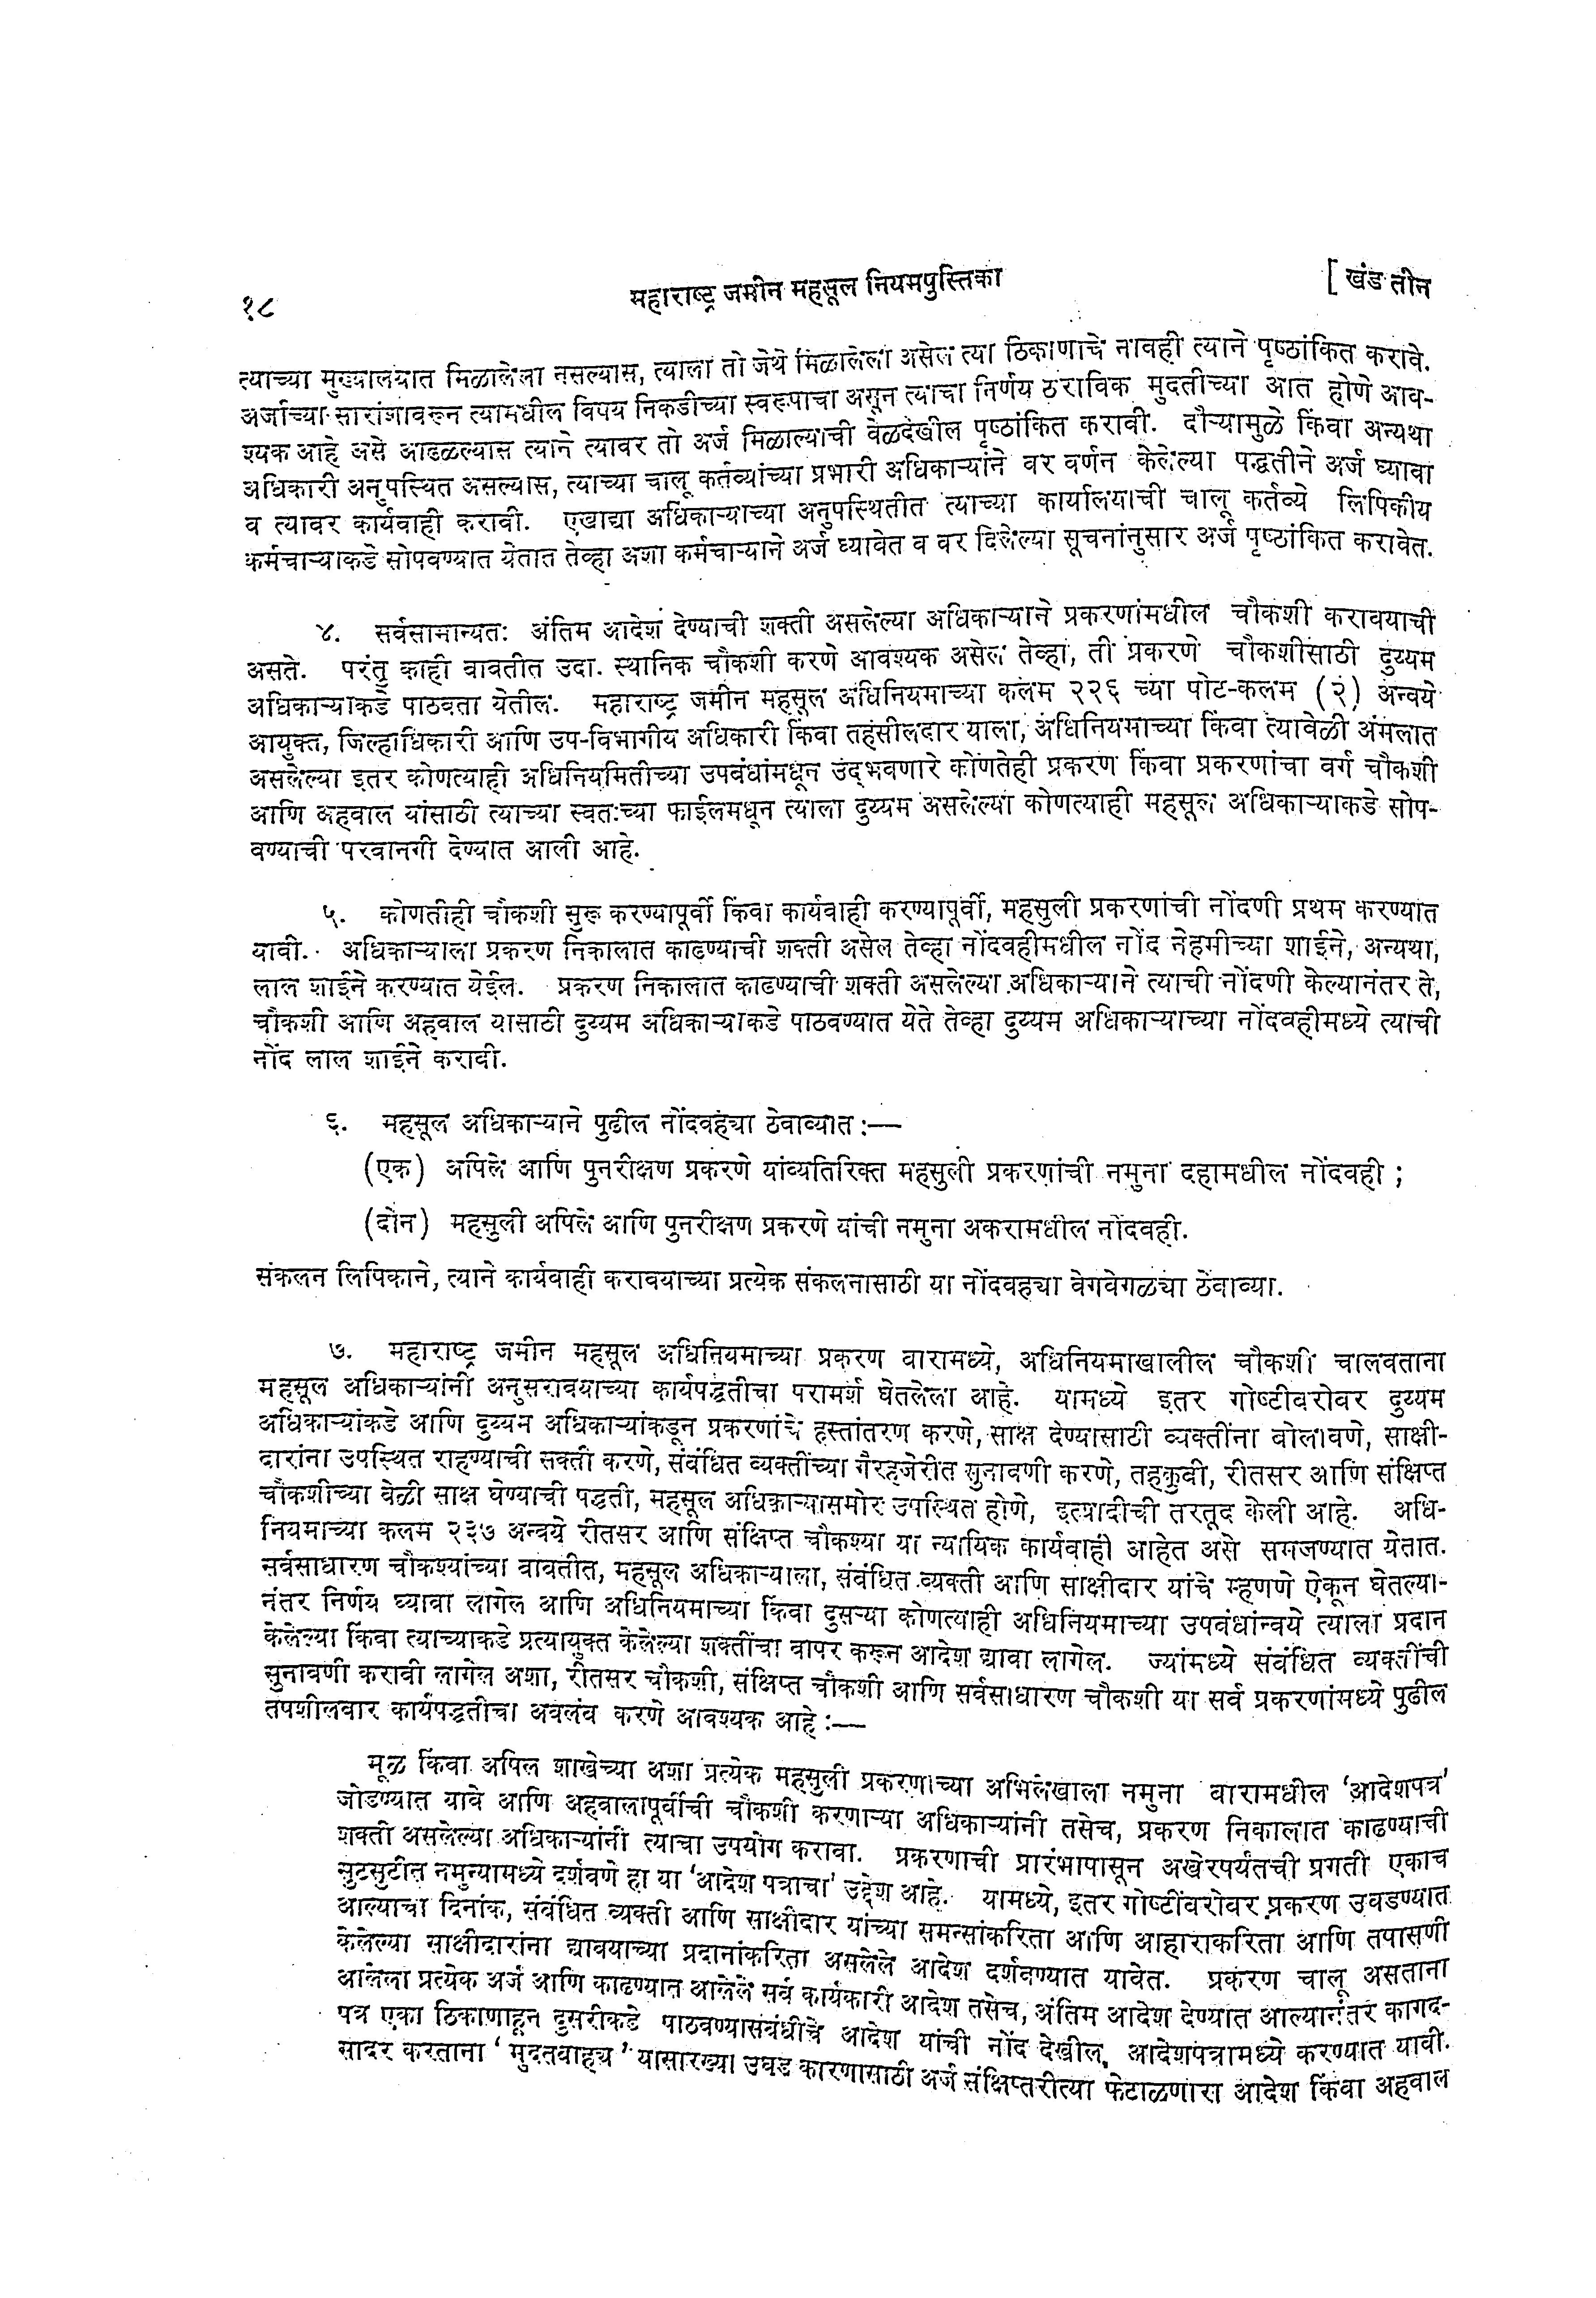 १८
महाराष्ट्र जमीन महसूल नियमपुस्तिका
[ खंड तीन
त्याच्या मुख्यालयात मिळालेला नसल्यास, त्याला तो जेथे मिळालेला असेल त्या ठिकाणाचे नावही त्याने पृष्ठांकित करावे.
अर्जाच्या सारांशावरून त्यामधील विषय निकडीच्या स्वरूपाचा असून त्याचा निर्णय ठराविक मुदतीच्या आत होणे आव-
श्यक आहे असे आढळल्यास त्याने त्यावर तो अर्ज मिळाल्याची वेळदेखील पृष्ठांकित करावी. दौऱ्यामुळे किंवा अन्यथा
अधिकारी अनुपस्थित असल्यास, त्याच्या चालू कर्तव्यांच्या प्रभारी अधिकाऱ्यांने वर वर्णन केलेल्या पद्धतीने अर्ज घ्यावा
व त्यावर कार्यवाही करावी. एखाद्या अधिकाऱ्याच्या अनुपस्थितीत त्याच्या कार्यालयाची चालू कर्तव्ये लिपिकीय
कर्मचाऱ्याकडे सोपवण्यात येतात तेव्हा अशा कर्मचाऱ्याने अर्ज घ्यावेत व वर दिलेल्या सूचनांनुसार अर्ज पृष्ठांकित करावेत.
४. सर्वसामान्यतः अंतिम आदेश देण्याची शक्ती असलेल्या अधिकाऱ्याने प्रकरणांमधील चौकशी करावयाची
असते. परंतु काही बाबतीत उदा. स्थानिक चौकशी करणे आवश्यक असेल तेव्हा, ती प्रकरणे चौकशीसाठी दुय्यम
अधिकाऱ्याकडे पाठवता येतील. महाराष्ट्र जमीन महसूल अधिनियमाच्या कलम २२६ च्या पोट-कलम (२) अन्वये
आयुक्त, जिल्हाधिकारी आणि उप-विभागीय अधिकारी किंवा तहसीलदार याला, अधिनियमाच्या किंवा त्यावेळी अंमलात
असलेल्या इतर कोणत्याही अधिनियमितीच्या उपबंधांमधून उद्‌भवणारे कोणतेही प्रकरण किंवा प्रकरणांचा वर्ग चौकशी
आणि अहवाल यांसाठी त्याच्या स्वतःच्या फाईलमधून त्याला दुय्यम असलेल्या कोणत्याही महसूल अधिकाऱ्याकडे सोप-
वण्याची परवानगी देण्यात आली आहे.
५. कोणतीही चौकशी सुरू करण्यापूर्वी किंवा कार्यवाही करण्यापूर्वी, महसुली प्रकरणांची नोंदणी प्रथम करण्यात
यावी. अधिकाऱ्याला प्रकरण निकालात काढण्याची शक्ती असेल तेव्हा नोंदवहीमधील नोंद नेहमीच्या शाईने, अन्यथा,
लाल शाईने करण्यात येईल. प्रकरण निकालात काढण्याची शक्ती असलेल्या अधिकाऱ्याने त्याची नोंदणी केल्यानंतर ते,
चौकशी आणि अहवाल यासाठी दुय्यम अधिकाऱ्याकडे पाठवण्यात येते तेव्हा दुय्यम अधिकाऱ्याच्या नोंदवहीमध्ये त्याची
नोंद लाल शाईने करावी.
६. महसूल अधिकाऱ्याने पुढील नोंदवह्या ठेवाव्यात :—
(एक) अपिले आणि पुनरीक्षण प्रकरणे यांव्यतिरिक्त महसुली प्रकरणांची नमुना दहामधील नोंदवही ;
(दोन) महसुली अपिले आणि पुनरीक्षण प्रकरणे यांची नमुना अकरामधील नोंदवही.
संकलन लिपिकाने, त्याने कार्यवाही करावयाच्या प्रत्येक संकलनासाठी या नोंदवह्या वेगवेगळ्या ठेवाव्या.
७. महाराष्ट्र जमीन महसूल अधिनियमाच्या प्रकरण बारामध्ये, अधिनियमाखालील चौकशी चालवताना
महसूल अधिकाऱ्यांनी अनुसरावयाच्या कार्यपद्धतीचा परामर्श घेतलेला आहे. यामध्ये इतर गोष्टींबरोबर दुय्यम
अधिकाऱ्यांकडे आणि दुय्यम अधिकाऱ्यांकडून प्रकरणांचे हस्तांतरण करणे, साक्ष देण्यासाठी व्यक्तींना बोलावणे, साक्षी-
दारांना उपस्थित राहण्याची सक्ती करणे, संबंधित व्यक्तींच्या गैरहजेरीत सुनावणी करणे, तहकुबी, रीतसर आणि संक्षिप्त
चौकशीच्या वेळी साक्ष घेण्याची पद्धती, महसूल अधिकाऱ्यासमोर उपस्थित होणे, इत्यादीची तरतूद केली आहे. अधि-
नियमाच्या कलम २३७ अन्वये रीतसर आणि संक्षिप्त चौकश्या या न्यायिक कार्यवाही आहेत असे समजण्यात येतात.
सर्वसाधारण चौकश्यांच्या बाबतीत, महसूल अधिकाऱ्याला, संबंधित व्यक्ती आणि साक्षीदार यांचे म्हणणे ऐकून घेतल्या-
नंतर निर्णय घ्यावा लागेल आणि अधिनियमाच्या किंवा दुसऱ्या कोणत्याही अधिनियमाच्या उपबंधांन्वये त्याला प्रदान
केलेल्या किंवा त्याच्याकडे प्रत्यायुक्त केलेल्या शक्तींचा वापर करून आदेश द्यावा लागेल. ज्यांमध्ये संबंधित व्यक्तींची
सुनावणी करावी लागेल अशा, रीतसर चौकशी, संक्षिप्त चौकशी आणि सर्वसाधारण चौकशी या सर्व प्रकरणांमध्ये पुढील
तपशीलवार कार्यपद्धतीचा अवलंब करणे आवश्यक आहे :—
मूळ किंवा अपिल शाखेच्या अशा प्रत्येक महसुली प्रकरणाच्या अभिलेखाला नमुना बारामधील 'आदेशपत्र'
जोडण्यात यावे आणि अहवालापूर्वीची चौकशी करणाऱ्या अधिकाऱ्यांनी तसेच, प्रकरण निकालात काढण्याची
शक्ती असलेल्या अधिकाऱ्यांनी त्याचा उपयोग करावा. प्रकरणाची प्रारंभापासून अखेरपर्यंतची प्रगती एकाच
सुटसुटीत नमुन्यामध्ये दर्शवणे हा या 'आदेश पत्राचा' उद्देश आहे. यामध्ये, इतर गोष्टींबरोबर प्रकरण उघडण्यात
आल्याचा दिनांक, संबंधित व्यक्ती आणि साक्षीदार यांच्या समन्सांकरिता आणि आहाराकरिता आणि तपासणी
केलेल्या साक्षीदारांना द्यावयाच्या प्रदानांकरिता असलेले आदेश दर्शवण्यात यावेत. प्रकरण चालू असताना
आलेला प्रत्येक अर्ज आणि काढण्यात आलेले सर्व कार्यकारी आदेश तसेच, अंतिम आदेश देण्यात आल्यानंतर कागद-
पत्र एका ठिकाणाहून दुसरीकडे पाठवण्यासंबंधीचे आदेश यांची नोंद देखील, आदेशपत्रामध्ये करण्यात यावी.
सादर करताना ' मुदतबाह्य ' यासारख्या उघड कारणासाठी अर्ज संक्षिप्तरीत्या फेटाळणारा आदेश किंवा अहवाल